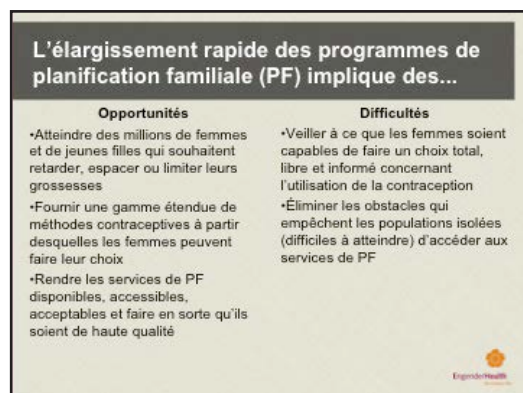 L'élargissement rapide des programmes de
planification familiale (PF) implique des...
Opportunités
•Atteindre des millions de femmes
et de jeunes filles qui souhaitent
retarder, espacer ou limiter leurs
grossesses
•Fournir une gamme étendue de
méthodes contraceptives à partir
desquelles les femmes peuvent
faire leur choix
•Rendre les services de PF
disponibles, accessibles,
acceptables et faire en sorte qu'ils
soient de haute qualité
Difficultés
•Veiller à ce que les femmes soient
capables de faire un choix total,
libre et informé concernant
l'utilisation de la contraception
•Éliminer les obstacles qui
empêchent les populations isolées
(difficiles à atteindre) d'accéder aux
services de PF
EngenderHealth